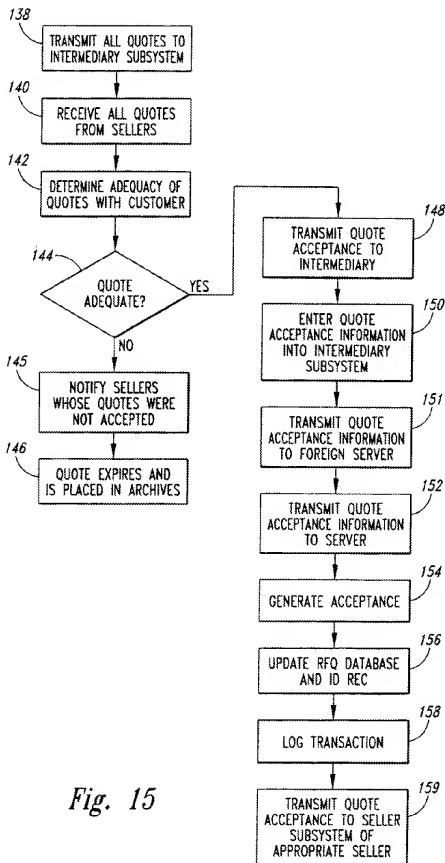 138
TRANSMIT ALL QUOTES TO
INTERMEDIARY SUBSYSTEM
140
RECEIVE ALL QUOTES
FROM SELLERS
142
DETERMINE ADEQUACY OF
QUOTES WITH CUSTOMER
144
QUOTE
ADEQUATE?
YES
NO
145
NOTIFY SELLERS
WHOSE QUOTES WERE
NOT ACCEPTED
146
QUOTE EXPIRES AND
IS PLACED IN ARCHIVES
148
TRANSMIT QUOTE
ACCEPTANCE TO
INTERMEDIARY
150
ENTER QUOTE
ACCEPTANCE INFORMATION
INTO INTERMEDIARY
SUBSYSTEM
151
TRANSMIT QUOTE
ACCEPTANCE INFORMATION
TO FOREIGN SERVER
152
TRANSMIT QUOTE
ACCEPTANCE INFORMATION
TO SERVER
154
GENERATE ACCEPTANCE
156
UPDATE RFQ DATABASE
AND ID REC
158
LOG TRANSACTION
159
TRANSMIT QUOTE
ACCEPTANCE TO SELLER
SUBSYSTEM OF
APPROPRIATE SELLER
Fig. 15